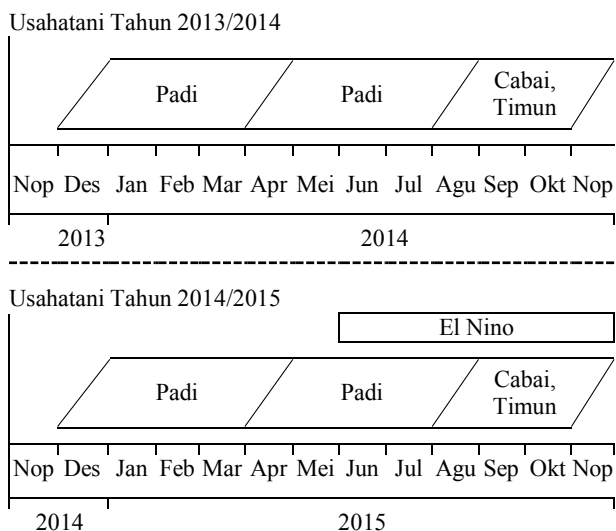 Usahatani Tahun 2013/2014
Padi Padi Cabai,
Timun
Nop Des Jan Feb Mar Apr Mei Jun Jul Agu Sep Okt Nop
2013 2014
Usahatani Tahun 2014/2015
El Nino
Padi Padi Cabai,
Timun
Nop Des Jan Feb Mar Apr Mei Jun Jul Agu Sep Okt Nop
2014 2015